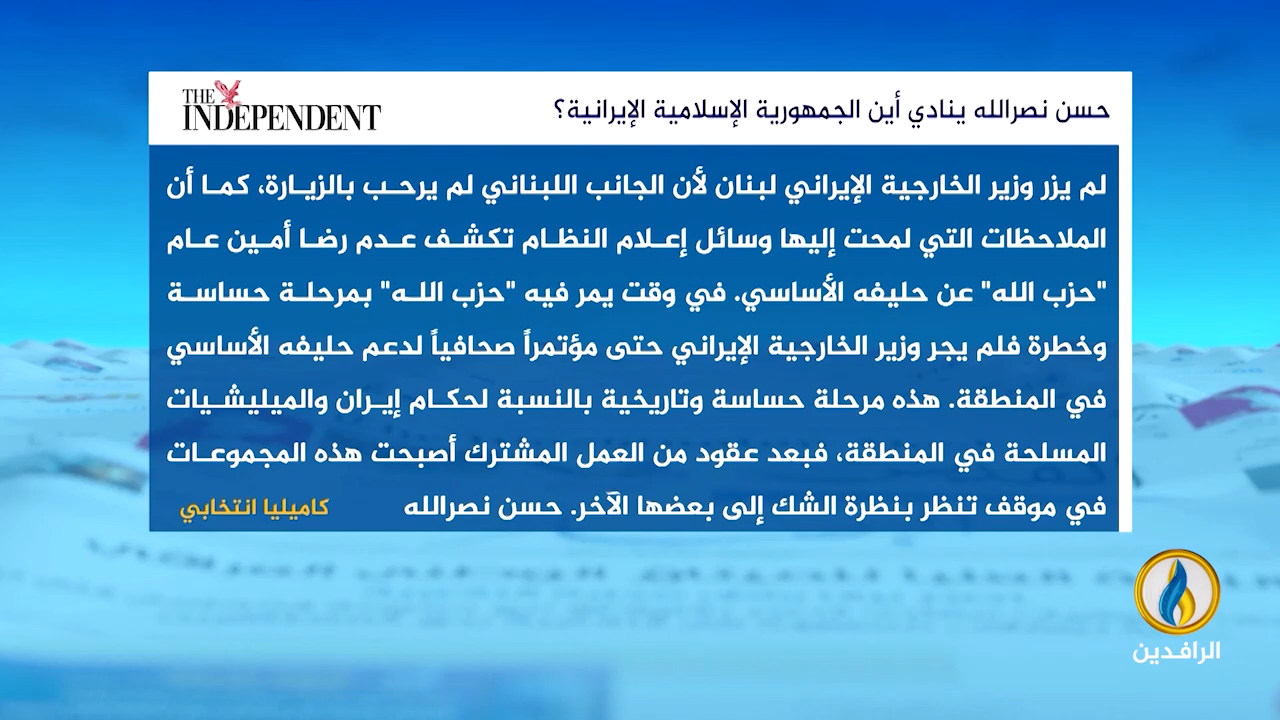 THE INDEPENDENT
حسن نصرالله ينادي أين الجمهورية الإسلامية الإيرانية؟
لم يزر وزير الخارجية الإيراني لبنان لأن الجانب اللبناني لم يرحب بالزيارة، كما أن
الملاحظات التي لمحت إليها وسائل إعلام النظام تكشف عدم رضا أمين عام
"حزب الله" عن حليفه الأساسي. في وقت يمر فيه "حزب الله" بمرحلة حساسة
وخطرة فلم يجرِ وزير الخارجية الإيراني حتى مؤتمراً صحافياً لدعم حليفه الأساسي
في المنطقة. هذه مرحلة حساسة وتاريخية بالنسبة لحكام إيران والميليشيات
المسلحة في المنطقة، فبعد عقود من العمل المشترك أصبحت هذه المجموعات
في موقف تنظر بنظرة الشك إلى بعضها الآخر. حسن نصرالله
كاميليا انتخابي
الرافدين